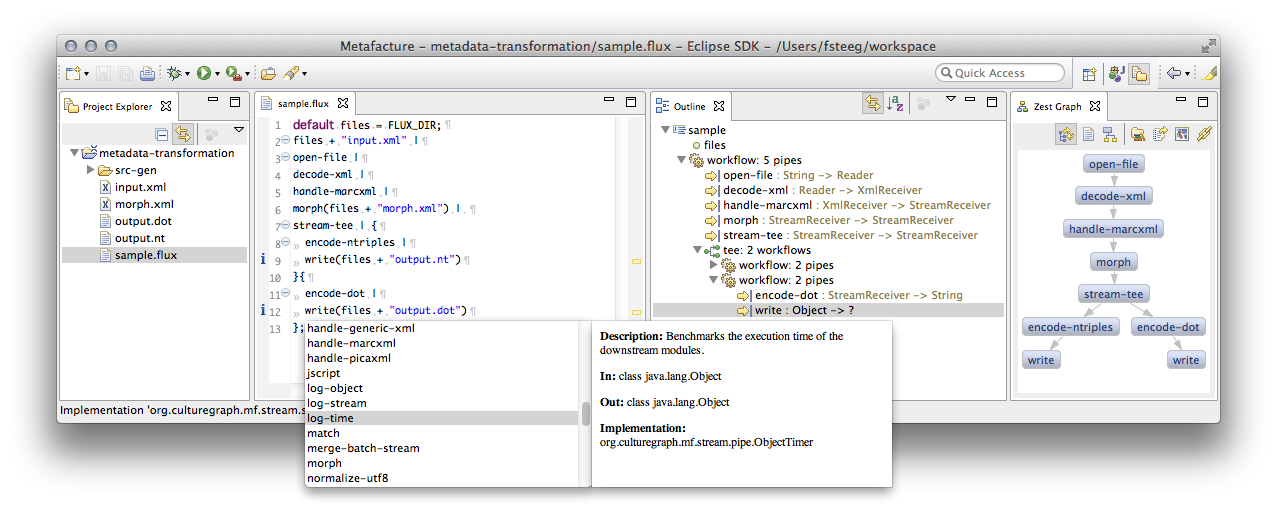 Metafacture – metadata-transformation/sample.flux – Eclipse SDK – /Users/fsteeg/workspace
Quick Access
Project Explorer
metadata-transformation
src-gen
input.xml
morph.xml
output.dot
output.nt
sample.flux
sample.flux
1 default files = FLUX_DIR;
2 files + "input.xml" |
3 open-file |
4 decode-xml |
5 handle-marcxml |
6 morph(files + "morph.xml") |
7 stream-tee | {
8 encode-ntriples |
9 write(files + "output.nt")
10 }{
11 encode-dot |
12 write(files + "output.dot")
13 };
handle-generic-xml
handle-marcxml
handle-picaxml
jscript
log-object
log-stream
log-time
match
merge-batch-stream
morph
normalize-utf8
Description: Benchmarks the execution time of the
downstream modules.
In: class java.lang.Object
Out: class java.lang.Object
Implementation:
org.culturegraph.mf.stream.pipe.ObjectTimer
Outline
sample
files
workflow: 5 pipes
open-file : String -> Reader
decode-xml : Reader -> XmlReceiver
handle-marcxml : XmlReceiver -> StreamReceiver
morph : StreamReceiver -> StreamReceiver
stream-tee : StreamReceiver -> StreamReceiver
tee: 2 workflows
workflow: 2 pipes
workflow: 2 pipes
encode-dot : StreamReceiver -> String
write : Object -> ?
Zest Graph
open-file
decode-xml
handle-marcxml
morph
stream-tee
encode-ntriples encode-dot
write write
Implementation 'org.culturegraph.mf.stream.s